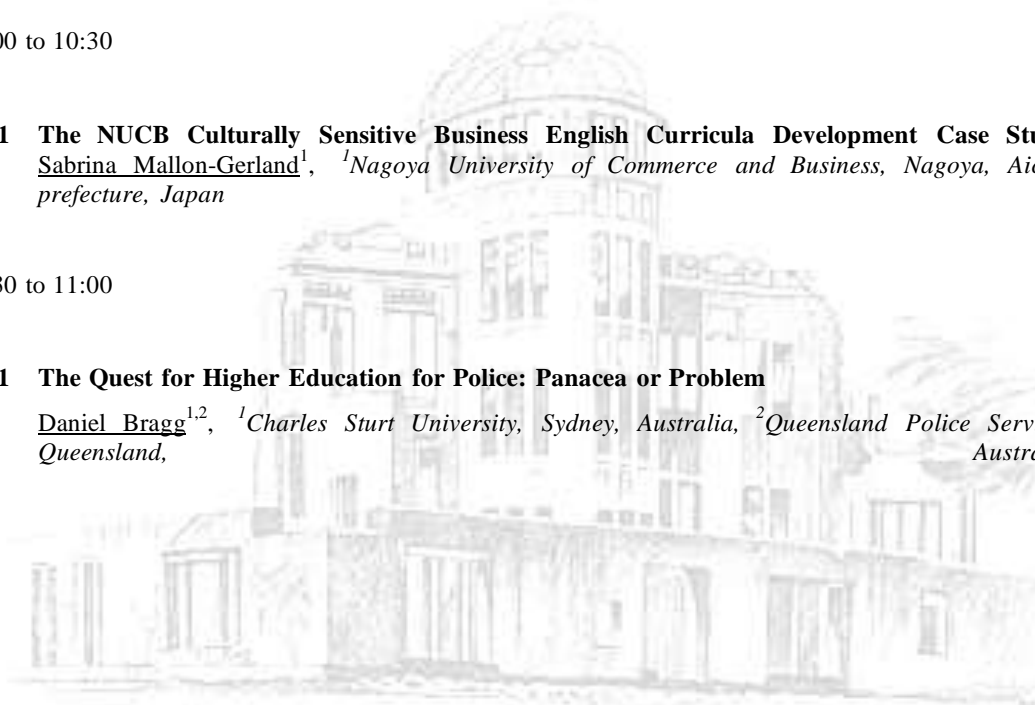 00 to 10:30
1 The NUCB Culturally Sensitive Business English Curricula Development Case Stu
Sabrina Mallon-Gerland1, 1Nagoya University of Commerce and Business, Nagoya, Aic
prefecture, Japan
30 to 11:00
1 The Quest for Higher Education for Police: Panacea or Problem
Daniel Bragg1,2, 1Charles Sturt University, Sydney, Australia, 2Queensland Police Serv
Queensland, Austra